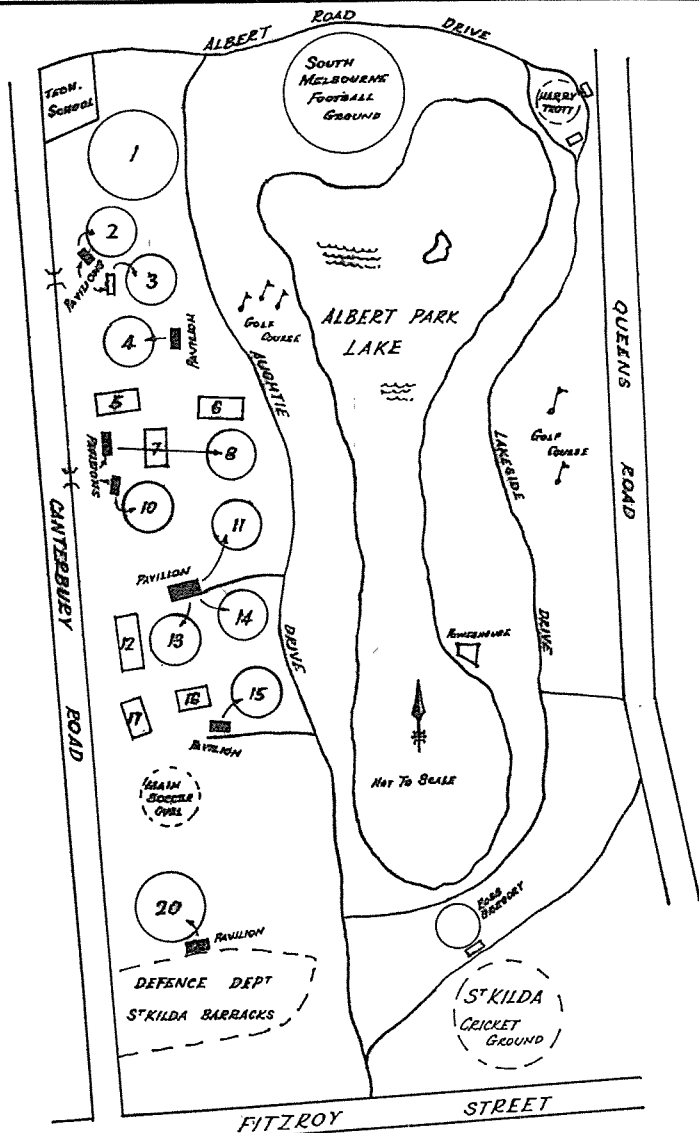 ALBERT ROAD DRIVE
TECH.
SCHOOL
SOUTH
MELBOURNE
FOOTBALL
GROUND
HARRY
TROTT
1
2
3
PAVILIONS
4
PAVILION
GOLF
COURSE
ALBERT PARK
LAKE
AUGHTIE
DRIVE
QUEENS
ROAD
GOLF
COURSE
LAKESIDE
DRIVE
5
6
7
8
PAVILIONS
10
11
CANTERBURY
ROAD
PAVILION
12
13
14
POWERHOUSE
15
16
17
PAVILION
NOT TO SCALE
MAIN
SOCCER
OVAL
20
PAVILION
ROSS
GREGORY
DEFENCE DEPT
ST KILDA BARRACKS
ST KILDA
CRICKET
GROUND
FITZROY STREET